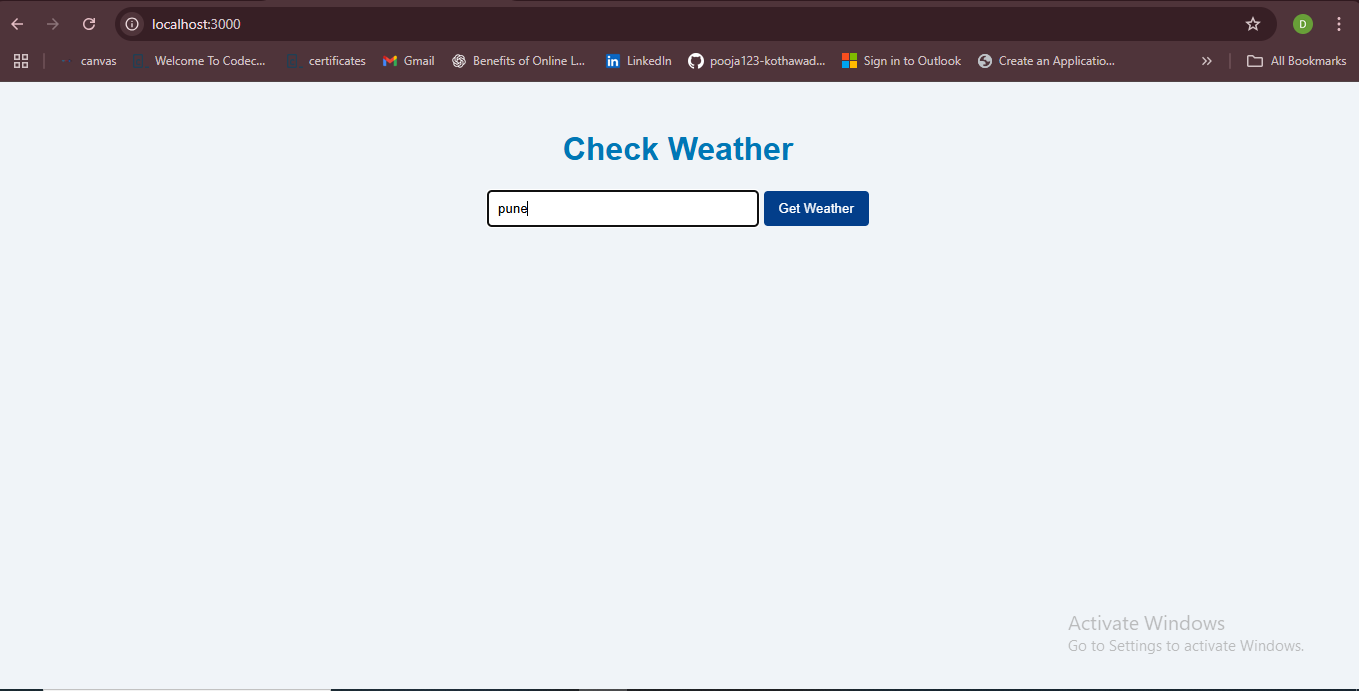 localhost:3000
D
canvas Welcome To Codec... certificates Gmail Benefits of Online L... LinkedIn pooja123-kothawad... Sign in to Outlook Create an Applicatio... » All Bookmarks
Check Weather
pune Get Weather
Activate Windows
Go to Settings to activate Windows.